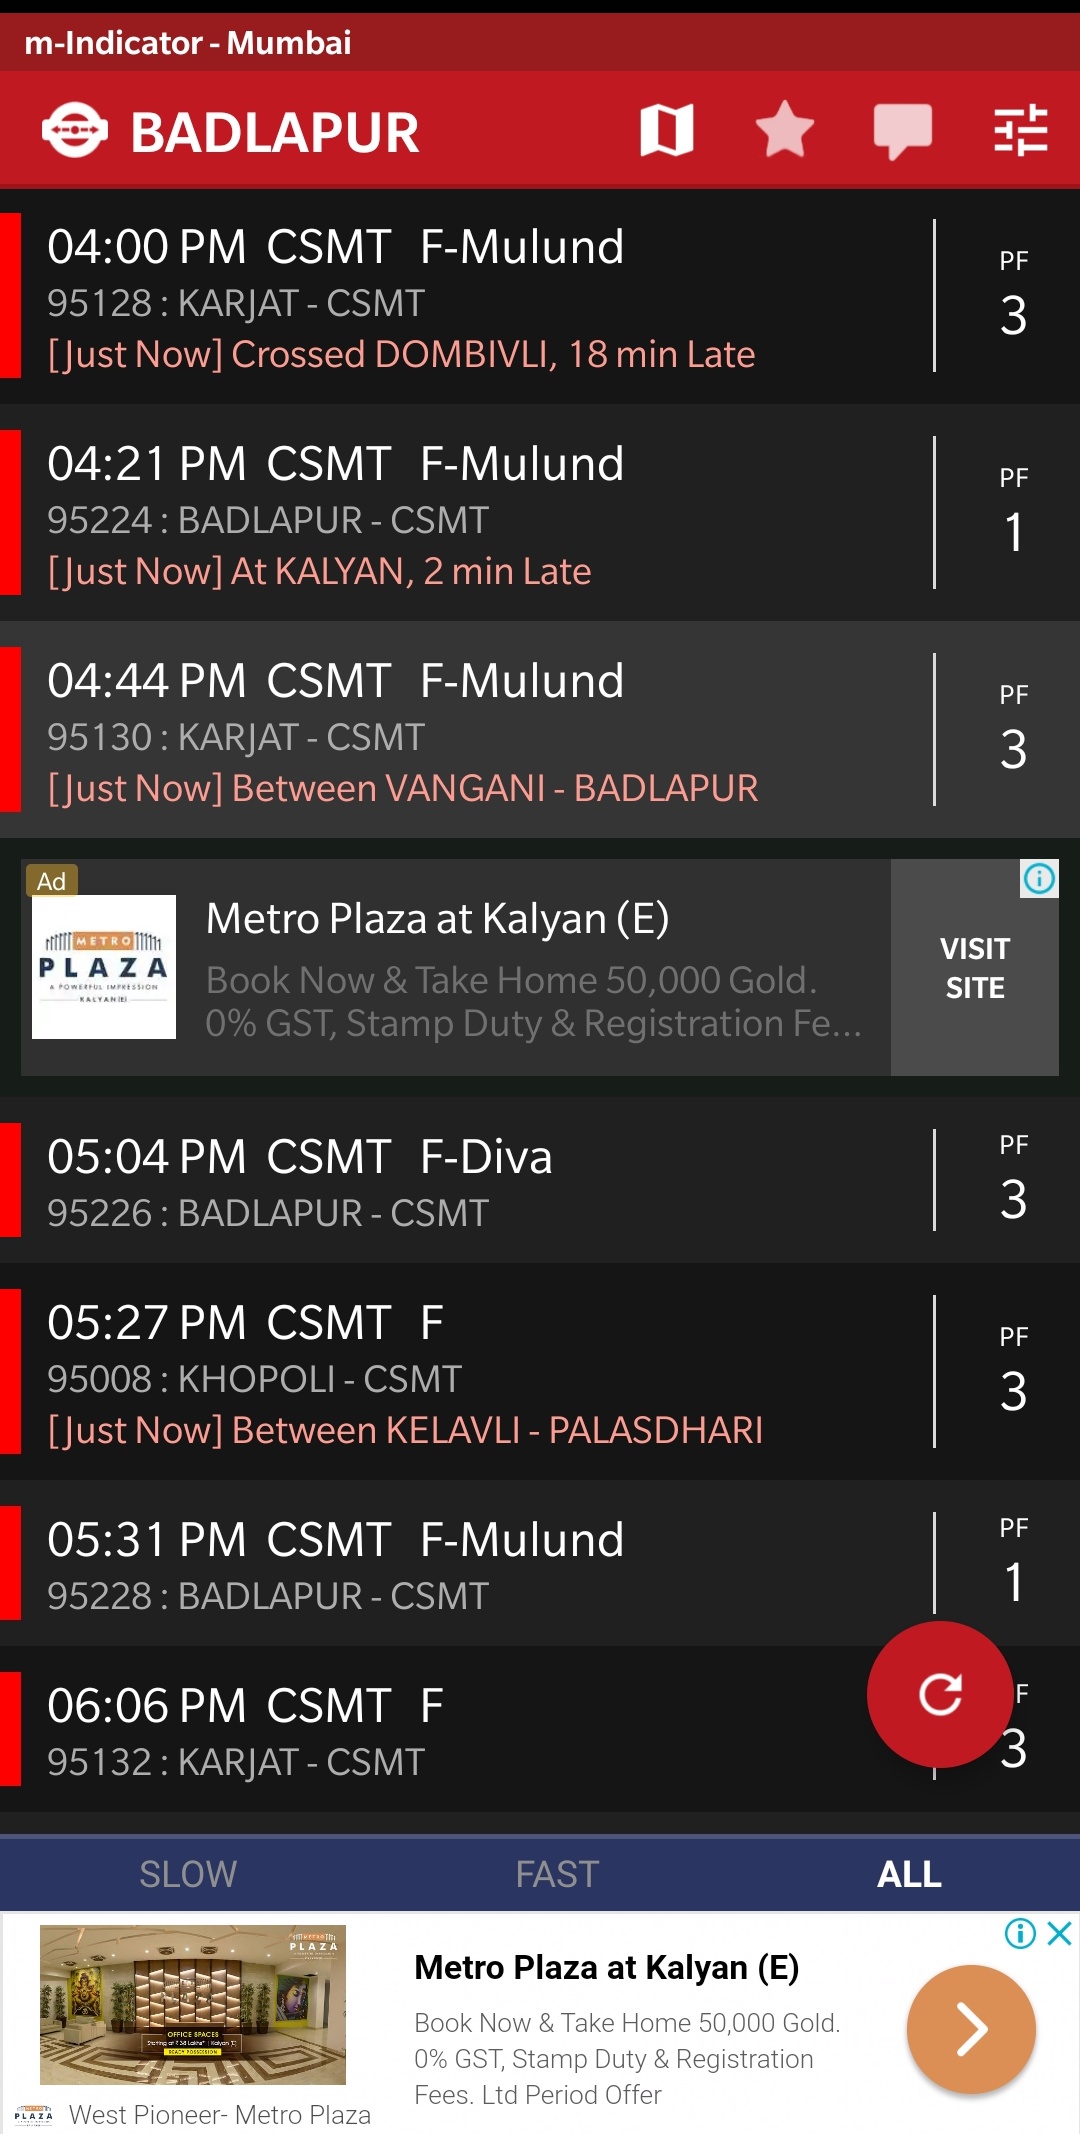 m-Indicator - Mumbai
BADLAPUR
04:00 PM CSMT F-Mulund
95128 : KARJAT - CSMT
[Just Now] Crossed DOMBIVLI, 18 min Late
PF
3
04:21 PM CSMT F-Mulund
95224 : BADLAPUR - CSMT
[Just Now] At KALYAN, 2 min Late
PF
1
04:44 PM CSMT F-Mulund
95130 : KARJAT - CSMT
[Just Now] Between VANGANI - BADLAPUR
PF
3
Ad
METRO
PLAZA
A POWERFUL IMPRESSION
KALYAN (E)
Metro Plaza at Kalyan (E)
Book Now & Take Home 50,000 Gold.
0% GST, Stamp Duty & Registration Fe...
VISIT
SITE
05:04 PM CSMT F-Diva
95226 : BADLAPUR - CSMT
PF
3
05:27 PM CSMT F
95008 : KHOPOLI - CSMT
[Just Now] Between KELAVLI - PALASDHARI
PF
3
05:31 PM CSMT F-Mulund
95228 : BADLAPUR - CSMT
PF
1
06:06 PM CSMT F
95132 : KARJAT - CSMT
F
3
SLOW FAST ALL
PLAZA
OFFICE SPACES
READY POSSESSION
PLAZA
West Pioneer- Metro Plaza
Metro Plaza at Kalyan (E)
Book Now & Take Home 50,000 Gold.
0% GST, Stamp Duty & Registration
Fees. Ltd Period Offer